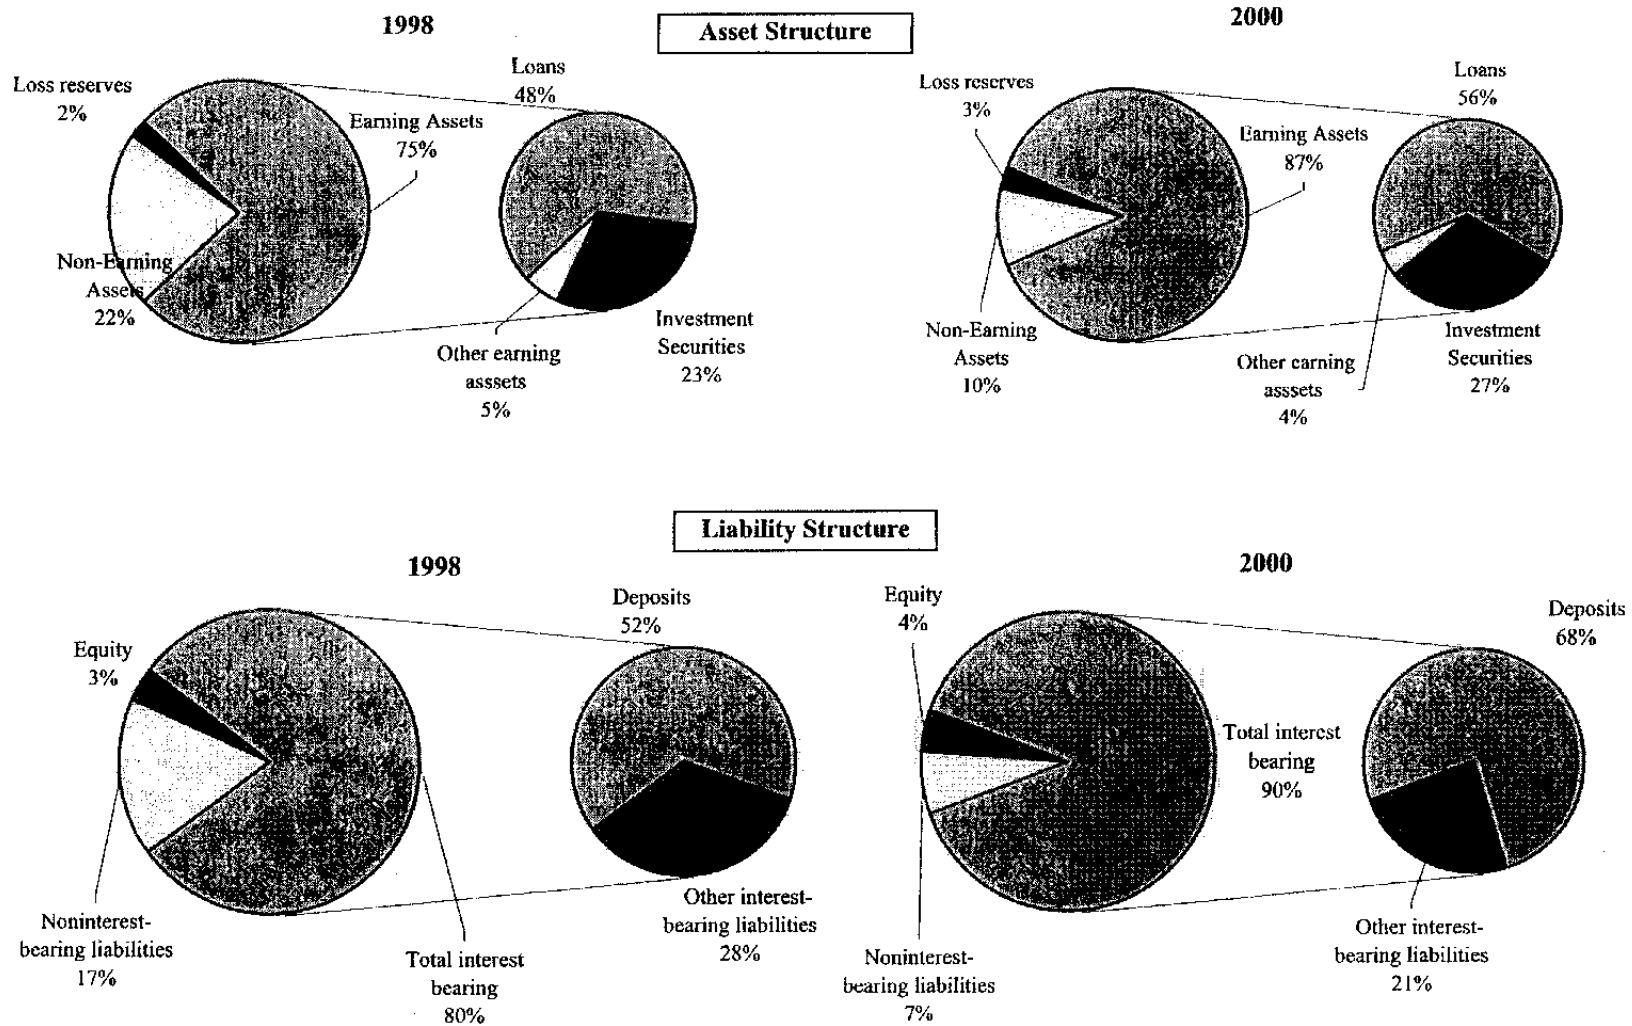 Asset Structure
1998
Loss reserves
2%
Earning Assets
75%
Non-Earning
Assets
22%
Loans
48%
Other earning
asssets
5%
Investment
Securities
23%
2000
Loss reserves
3%
Earning Assets
87%
Non-Earning
Assets
10%
Loans
56%
Other earning
asssets
4%
Investment
Securities
27%
Liability Structure
1998
Equity
3%
Noninterest-
bearing liabilities
17%
Total interest
bearing
80%
Deposits
52%
Other interest-
bearing liabilities
28%
2000
Equity
4%
Noninterest-
bearing liabilities
7%
Total interest
bearing
90%
Deposits
68%
Other interest-
bearing liabilities
21%